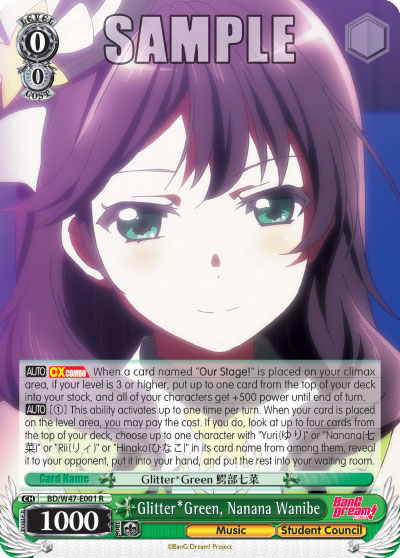 LEVEL
0
0
COST
SAMPLE
AUTO CX COMBO When a card named "Our Stage!" is placed on your climax
area, if your level is 3 or higher, put up to one card from the top of your deck
into your stock, and all of your characters get +500 power until end of turn.
AUTO [①] This ability activates up to one time per turn. When your card is placed
on the level area, you may pay the cost. If you do, look at up to four cards from
the top of your deck, choose up to one character with "Yuri(ゆり)" or "Nanana(七
菜)" or "Rii(リィ)" or "Hinako(ひなこ)" in its card name from among them, reveal
it to your opponent, put it into your hand, and put the rest into your waiting room.
Card Name
Glitter*Green 鰐部七菜
CH BD/W47-E001 R
POWER
1000
Glitter*Green, Nanana Wanibe
BanG Dream!
Music
Student Council
©BanG Dream! Project